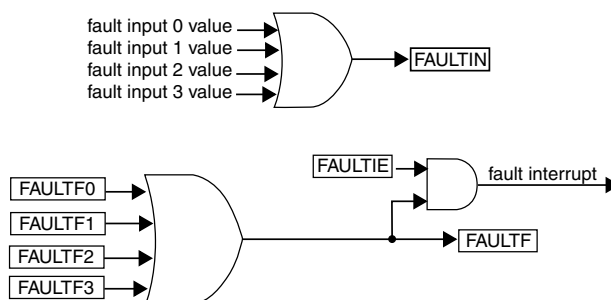 fault input 0 value
fault input 1 value
fault input 2 value
fault input 3 value
FAULTIN
FAULTIE
fault interrupt
FAULTF0
FAULTF1
FAULTF2
FAULTF3
FAULTF